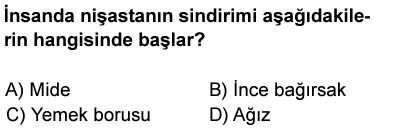 İnsanda nişastanın sindirimi aşağıdakile-
rin hangisinde başlar?
A) Mide B) İnce bağırsak
C) Yemek borusu D) Ağız